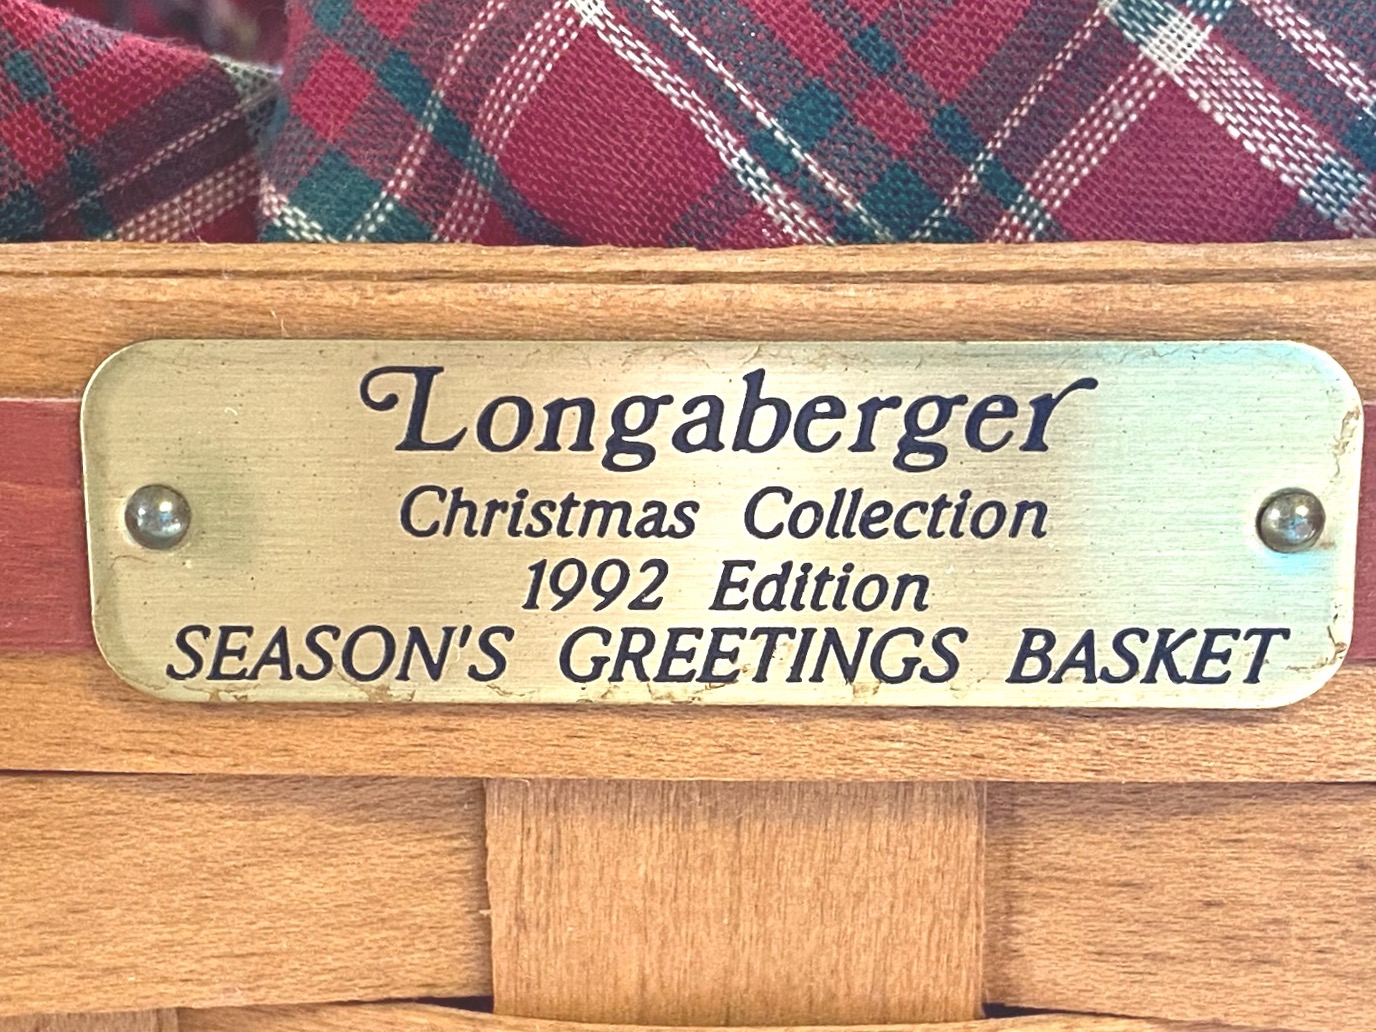 Longaberger
Christmas Collection
1992 Edition
SEASON'S GREETINGS BASKET